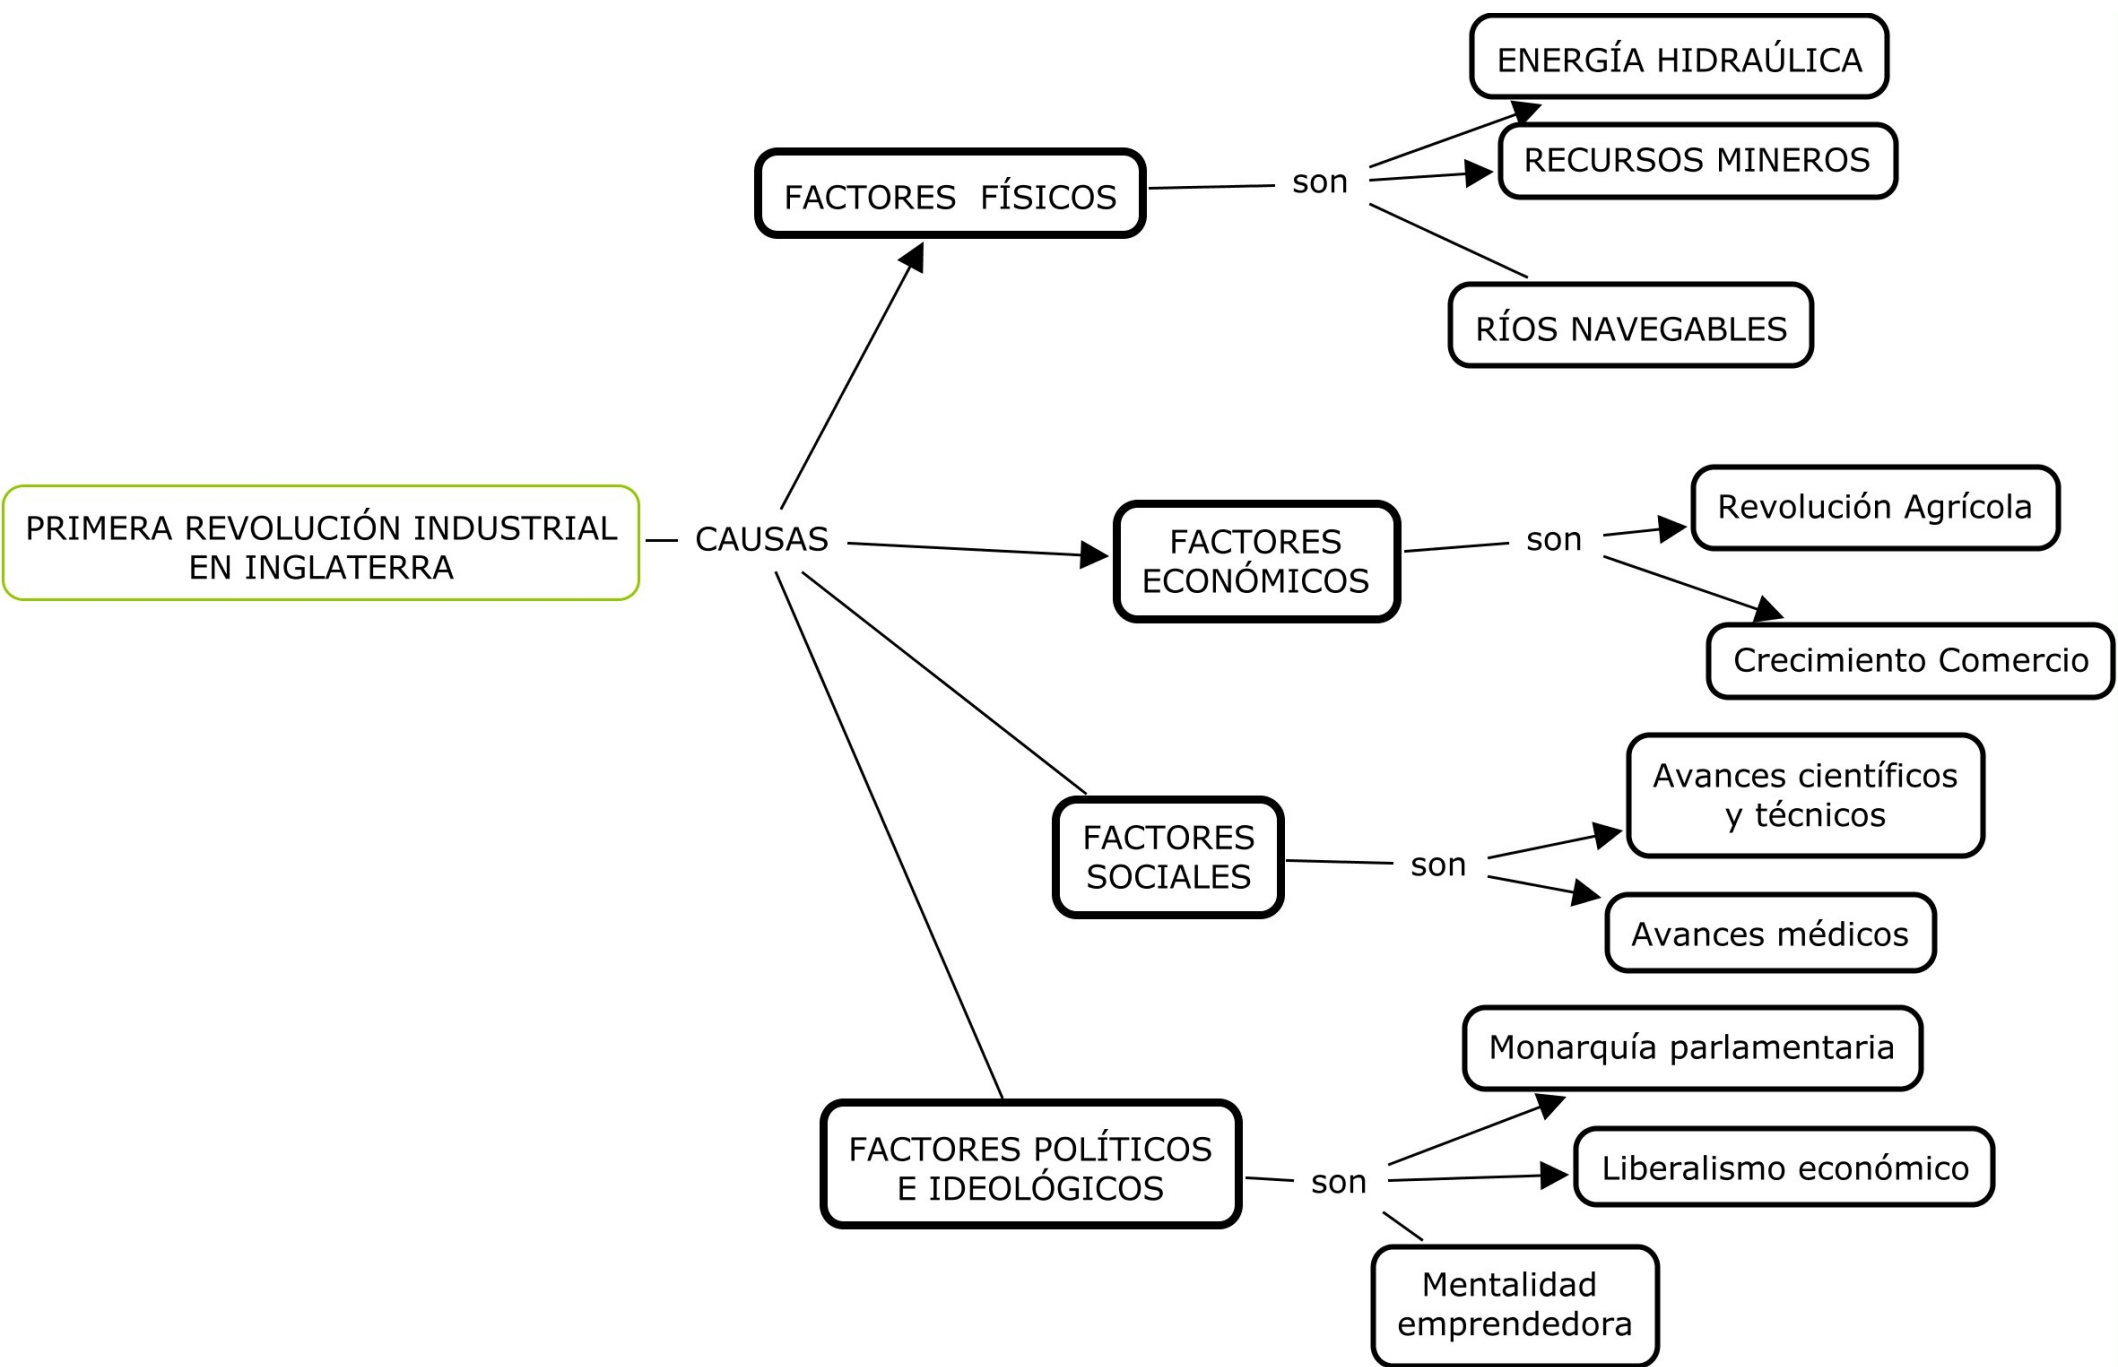 PRIMERA REVOLUCIÓN INDUSTRIAL
EN INGLATERRA
CAUSAS
FACTORES FÍSICOS
son
ENERGÍA HIDRAÚLICA
RECURSOS MINEROS
RÍOS NAVEGABLES
FACTORES
ECONÓMICOS
son
Revolución Agrícola
Crecimiento Comercio
FACTORES
SOCIALES
son
Avances científicos
y técnicos
Avances médicos
FACTORES POLÍTICOS
E IDEOLÓGICOS
son
Monarquía parlamentaria
Liberalismo económico
Mentalidad
emprendedora